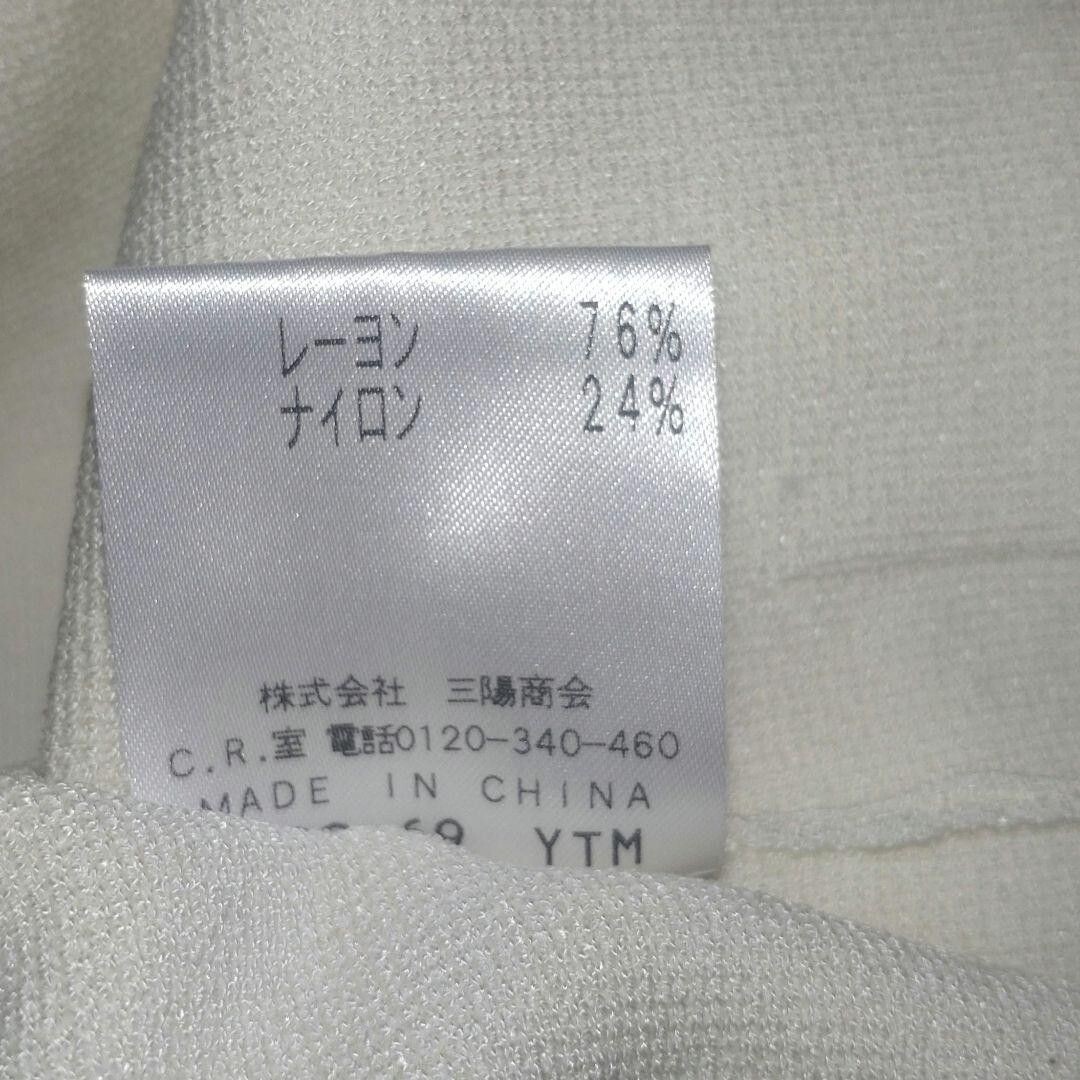 レーヨン 76%
ナイロン 24%
株式会社 三陽商会
C.R.室 電話0120-340-460
MADE IN CHINA
69 YTM